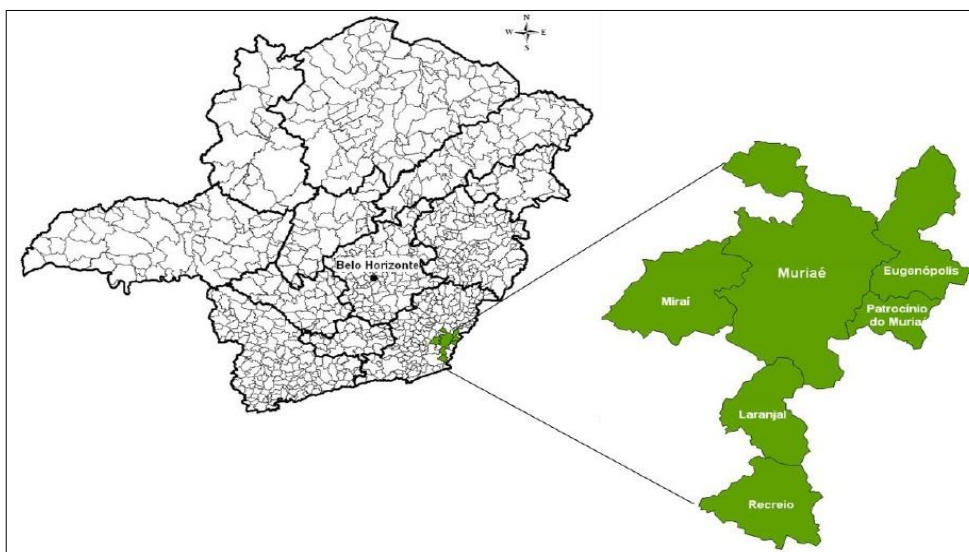 N
W E
S
Belo Horizonte
Muriaé
Eugenópolis
Miraí
Patrocínio
do Muriaé
Laranjal
Recreio